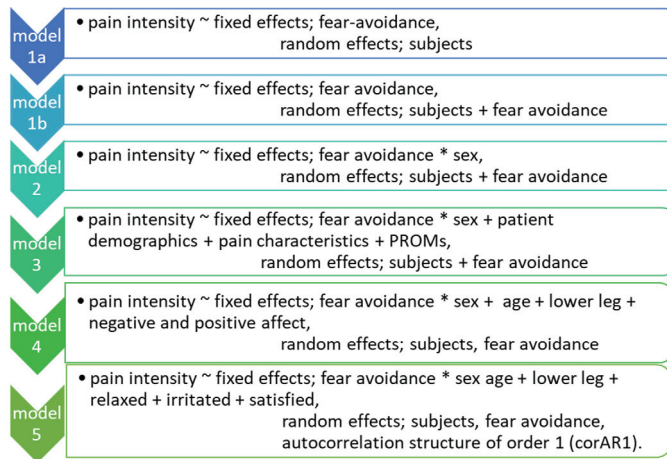 model 1a
• pain intensity ~ fixed effects; fear-avoidance,
random effects; subjects
model 1b
• pain intensity ~ fixed effects; fear avoidance,
random effects; subjects + fear avoidance
model 2
• pain intensity ~ fixed effects; fear avoidance * sex,
random effects; subjects + fear avoidance
model 3
• pain intensity ~ fixed effects; fear avoidance * sex + patient
demographics + pain characteristics + PROMs,
random effects; subjects + fear avoidance
model 4
• pain intensity ~ fixed effects; fear avoidance * sex + age + lower leg +
negative and positive affect,
random effects; subjects, fear avoidance
model 5
• pain intensity ~ fixed effects; fear avoidance * sex age + lower leg +
relaxed + irritated + satisfied,
random effects; subjects, fear avoidance,
autocorrelation structure of order 1 (corAR1).